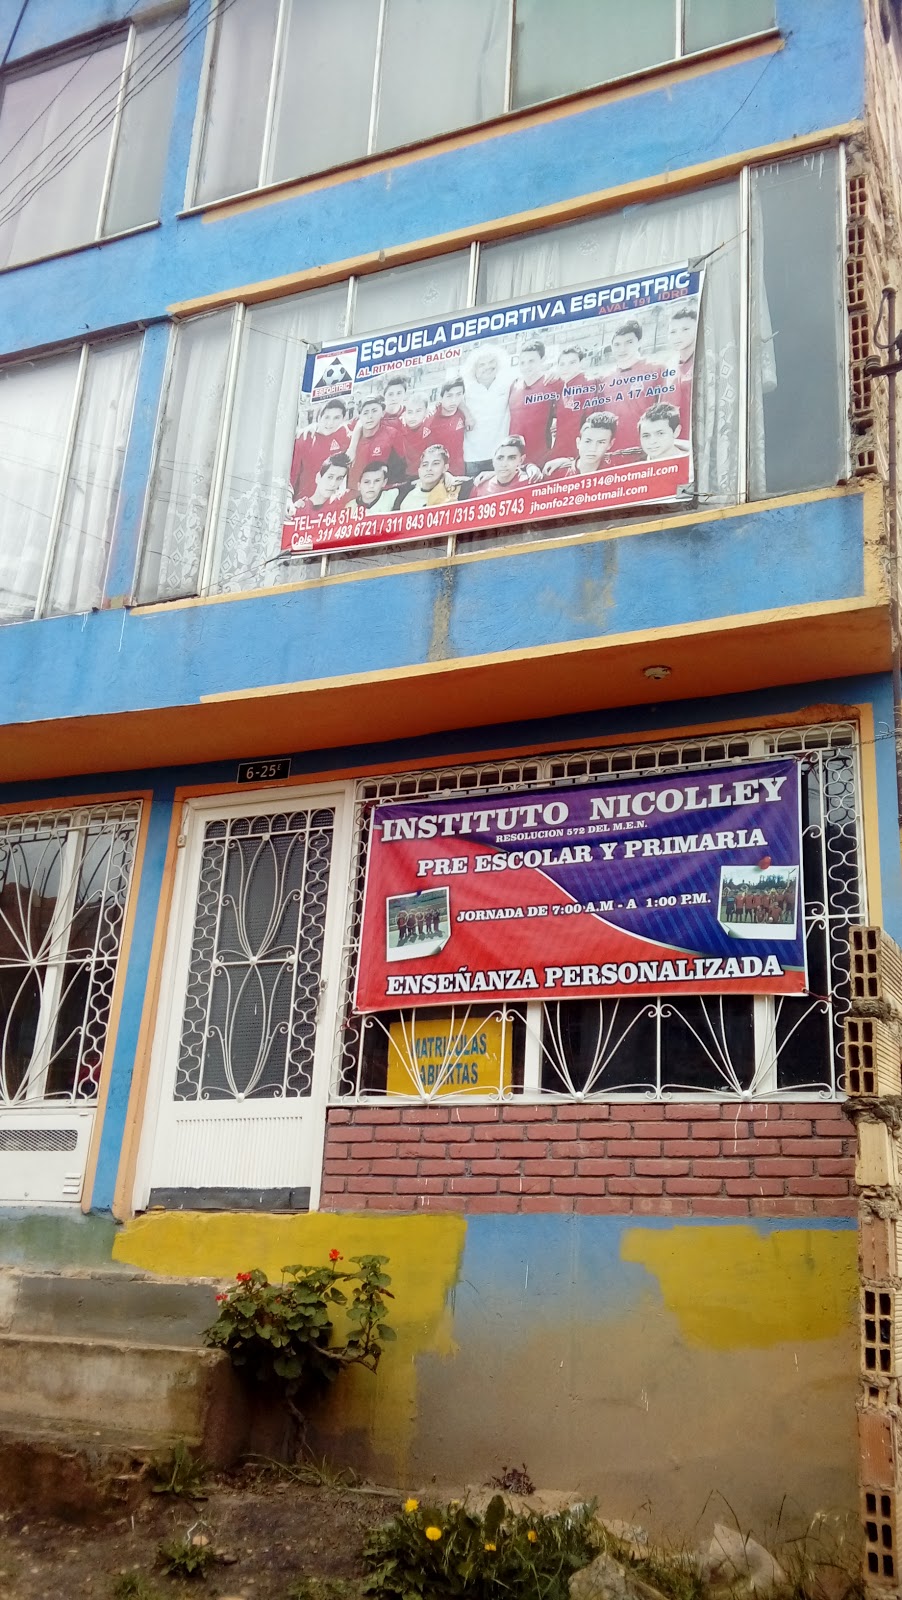 ESCUELA DEPORTIVA ESFORTRIC
AVAL 191 IDRD
AL RITMO DEL BALÓN
ESFORTRIC
Niños, Niñas y Jovenes de
2 Años A 17 Años
TEL. 7-64 51 43
Cels. 311 493 6721 / 311 843 0471 /315 396 5743
mahihepe1314@hotmail.com
jhonfo22@hotmail.com
6-25E
INSTITUTO NICOLLEY
RESOLUCION 572 DEL M.E.N.
PRE ESCOLAR Y PRIMARIA
JORNADA DE 7:00 A.M - A 1:00 P.M.
ENSEÑANZA PERSONALIZADA
MATRICULAS
ABIERTAS